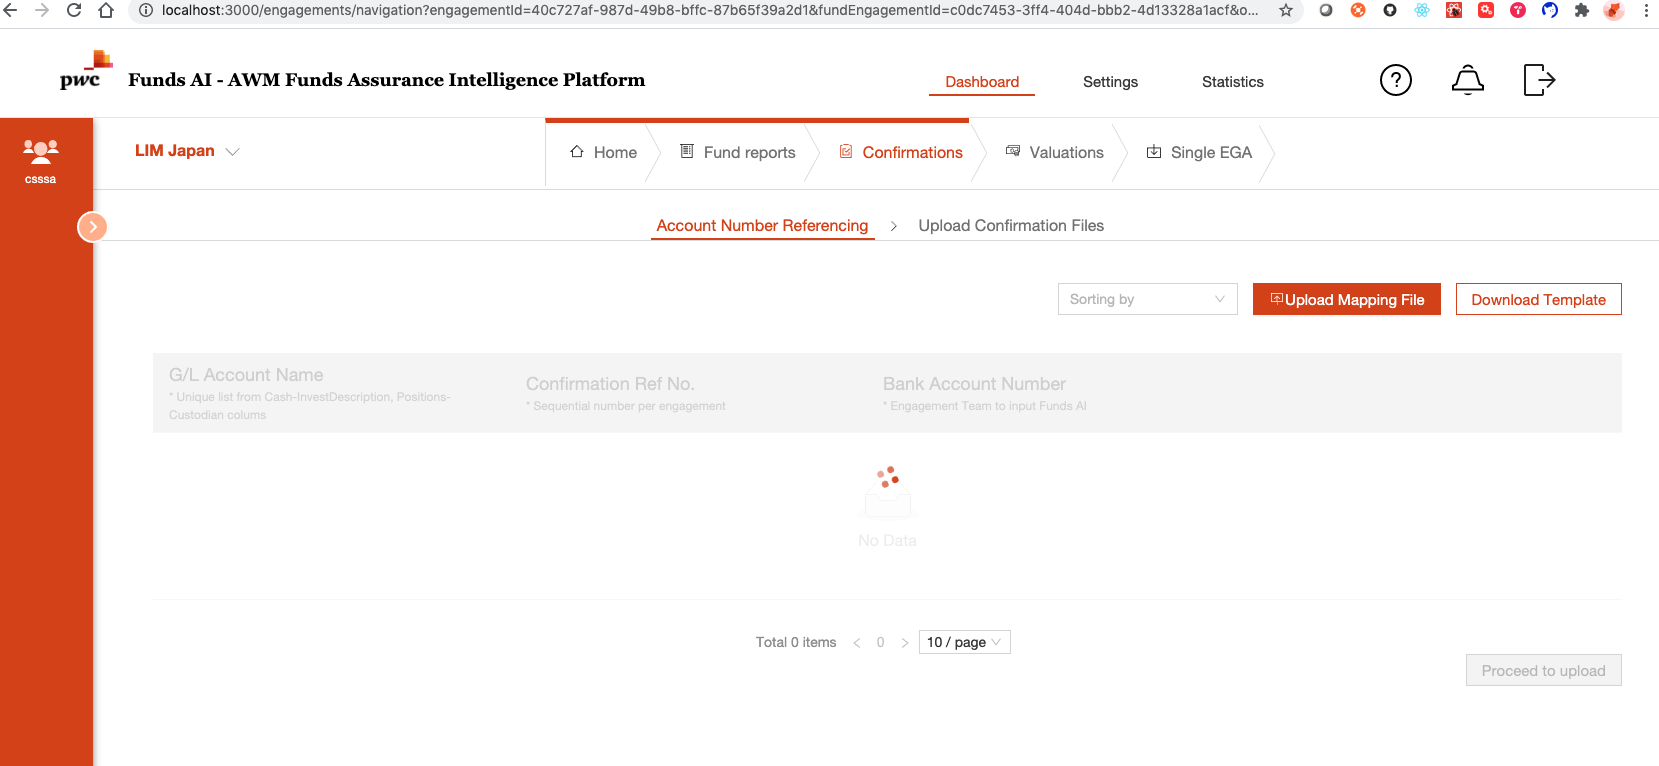 localhost:3000/engagements/navigation?engagementId=40c727af-987d-49b8-bffc-87b65f39a2d1&fundEngagementId=c0dc7453-3ff4-404d-bbb2-4d13328a1acf&o...
pwc Funds AI - AWM Funds Assurance Intelligence Platform
Dashboard Settings Statistics
csssa
LIM Japan
Home Fund reports Confirmations Valuations Single EGA
Account Number Referencing > Upload Confirmation Files
Sorting by Upload Mapping File Download Template
G/L Account Name
* Unique list from Cash-InvestDescription, Positions-
Custodian colums
Confirmation Ref No.
* Sequential number per engagement
Bank Account Number
* Engagement Team to input Funds AI
No Data
Total 0 items < 0 > 10 / page
Proceed to upload